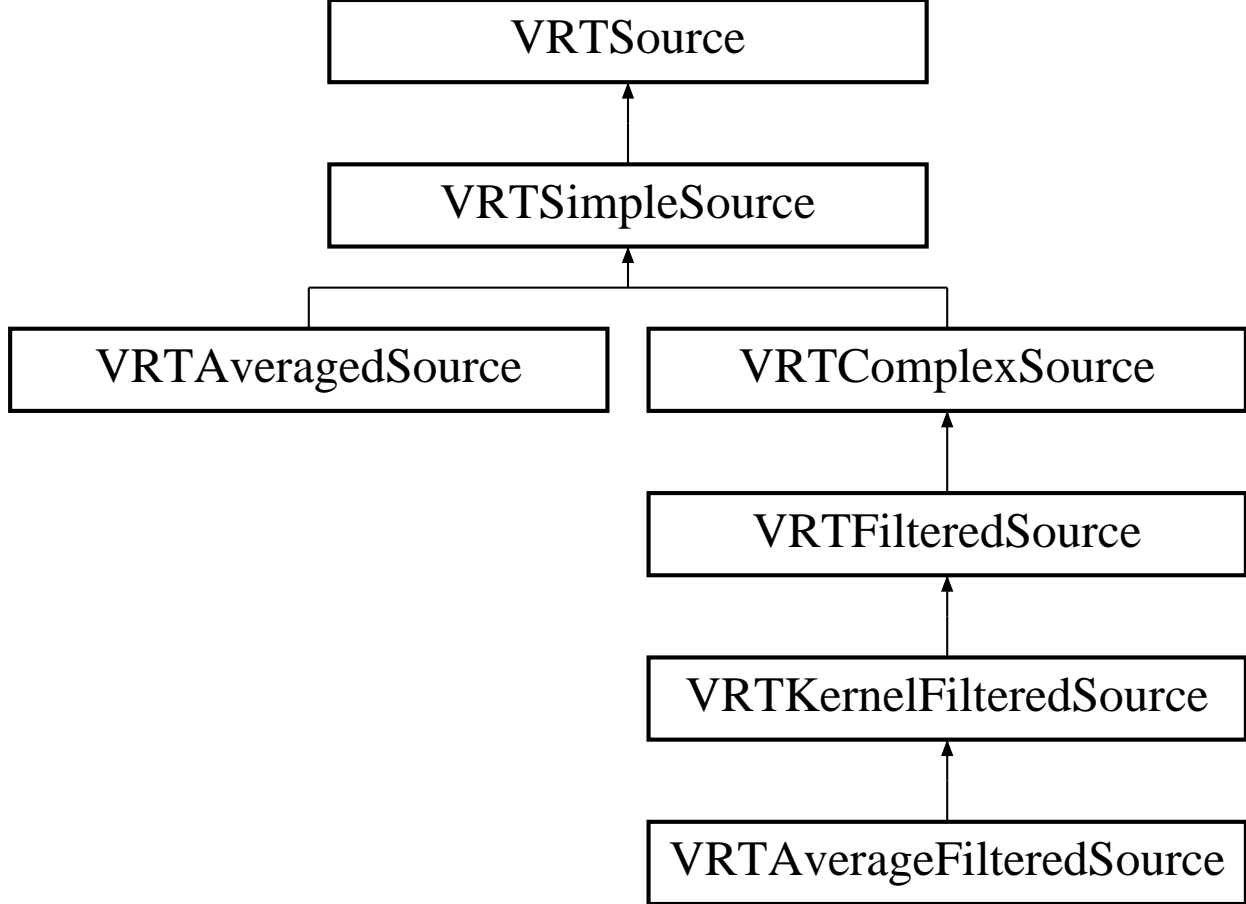 VRTSource
VRTSimpleSource
VRTAveragedSource
VRTComplexSource
VRTFilteredSource
VRTKernelFilteredSource
VRTAverageFilteredSource